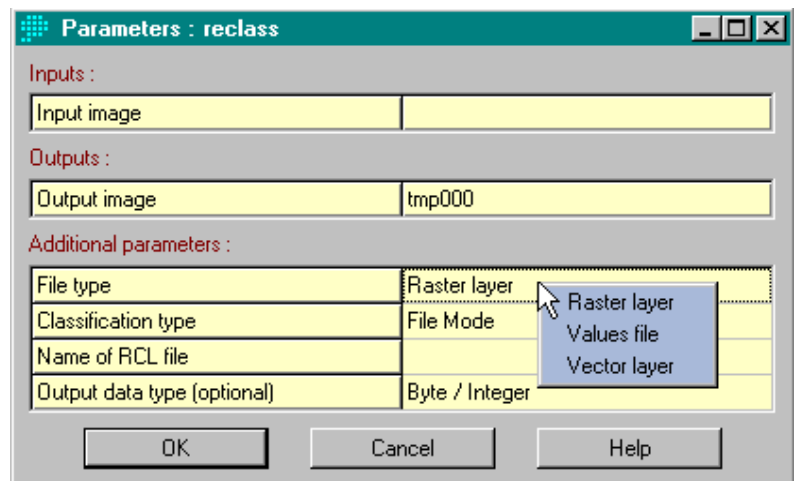 Parameters : reclass
Inputs :
Input image
Outputs :
Output image tmp000
Additional parameters :
File type Raster layer
Classification type File Mode
Name of RCL file
Output data type (optional) Byte / Integer
Raster layer
Values file
Vector layer
OK Cancel Help